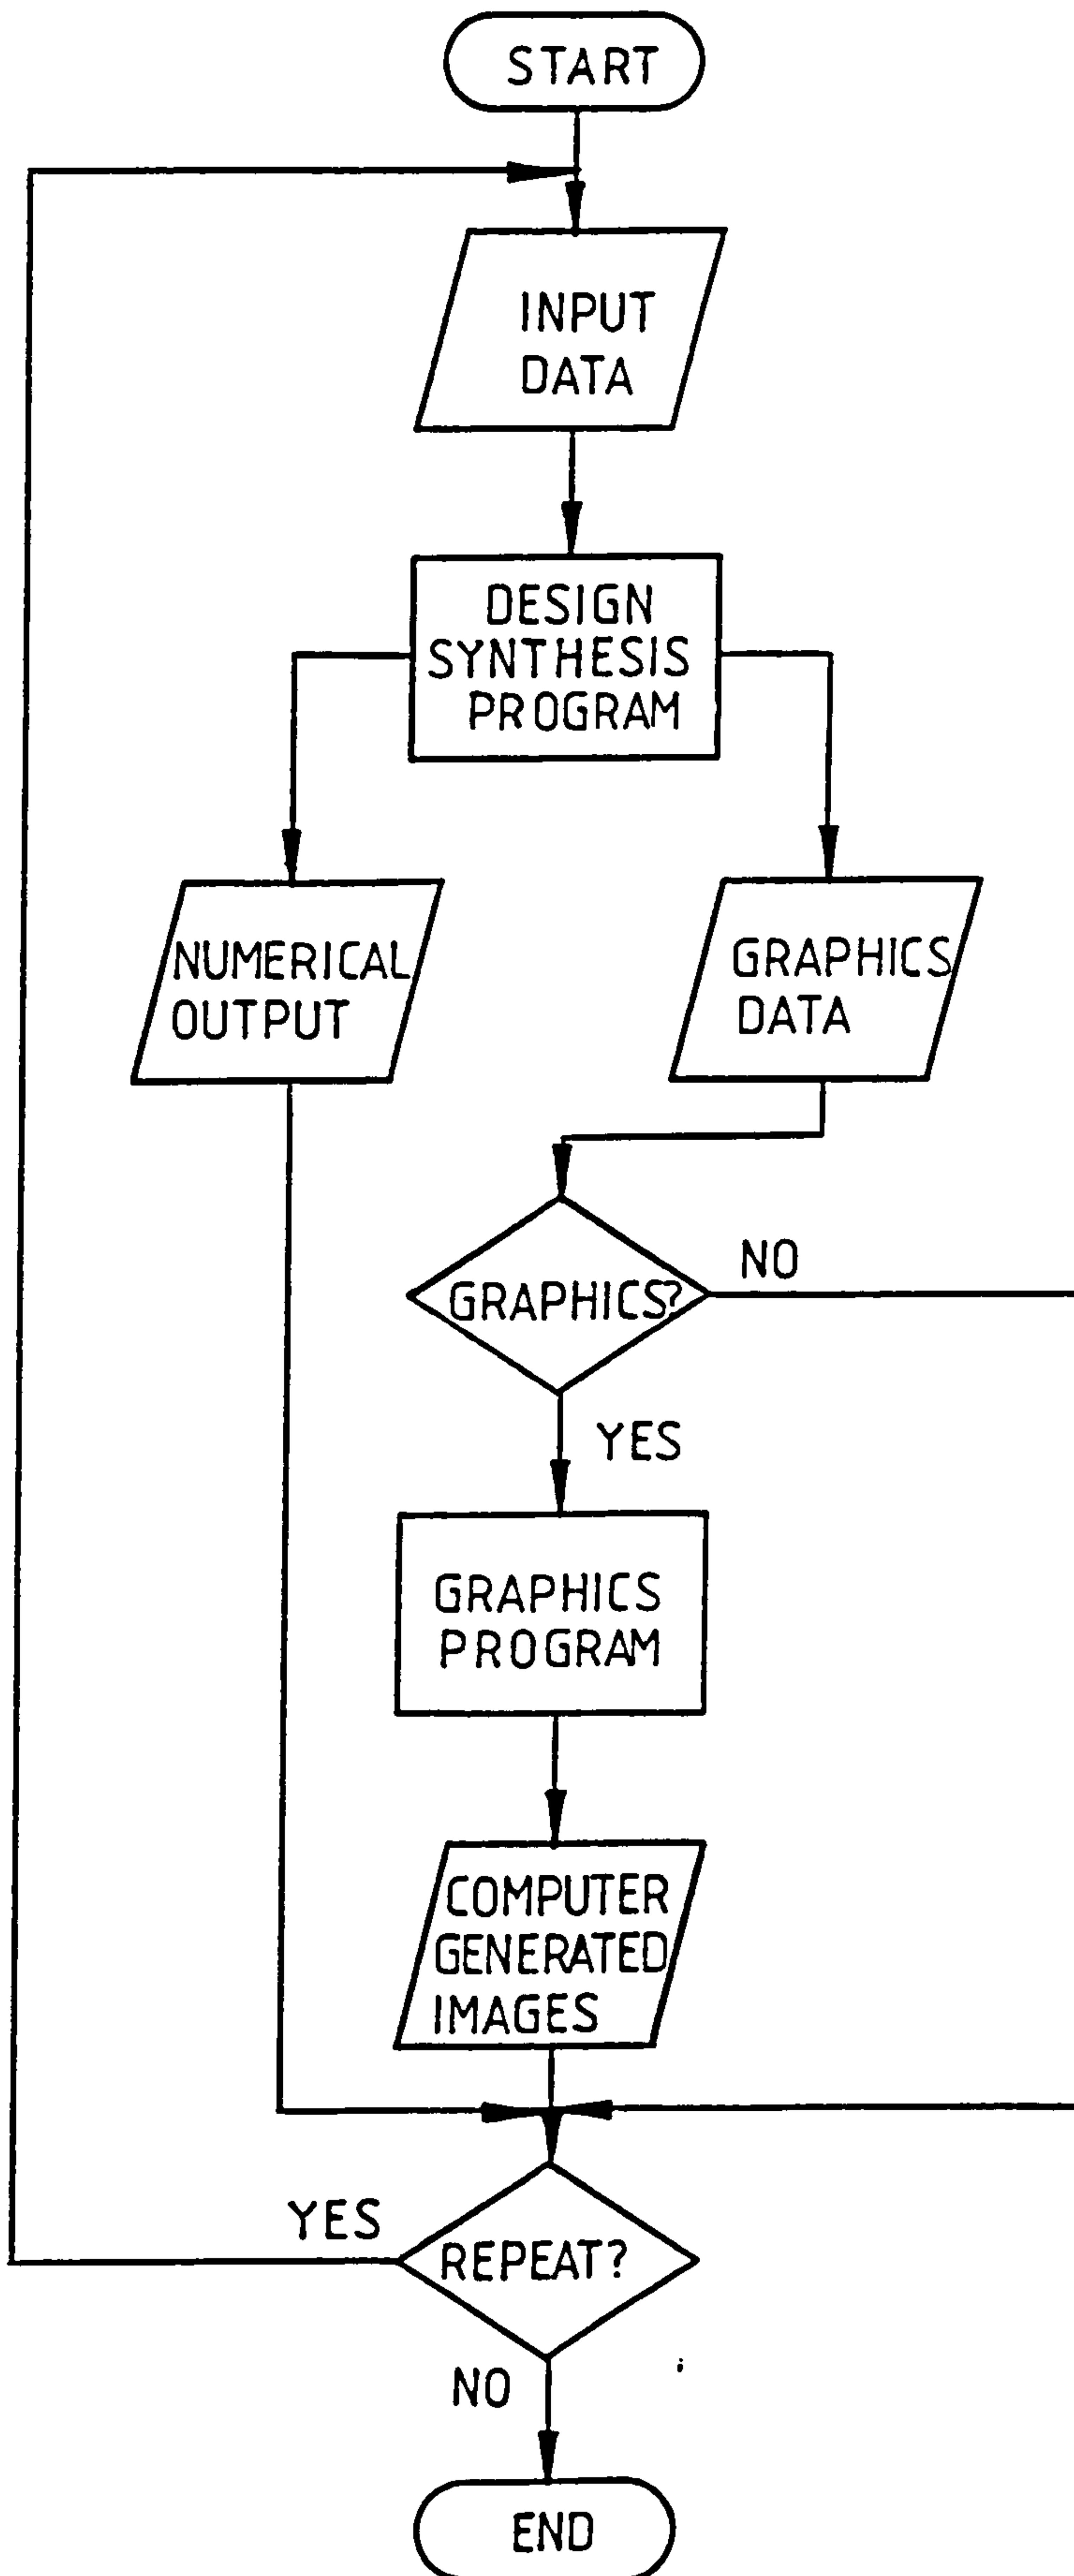 START
INPUT
DATA
DESIGN
SYNTHESIS
PROGRAM
NUMERICAL
OUTPUT
GRAPHICS
DATA
GRAPHICS?
NO
YES
GRAPHICS
PROGRAM
COMPUTER
GENERATED
IMAGES
YES
REPEAT?
NO
END